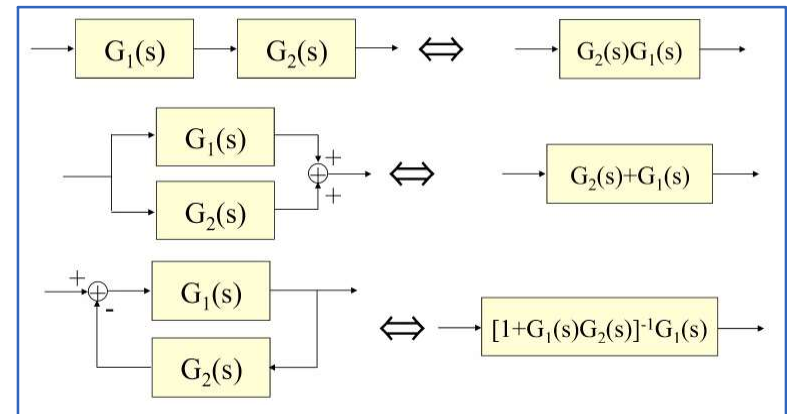 G₁(s) G₂(s) ⇔ G₂(s)G₁(s)
G₁(s)
+
⊕ ⇔ G₂(s)+G₁(s)
+
G₂(s)
+
⊕ G₁(s)
-
⇔ [1+G₁(s)G₂(s)]⁻¹G₁(s)
G₂(s)